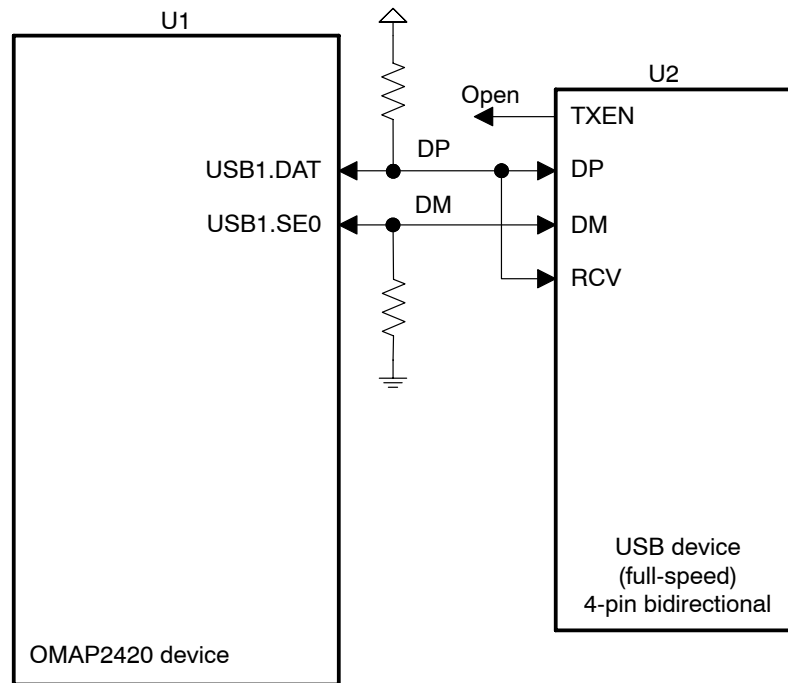 U1
U2
Open
TXEN
USB1.DAT
DP
DP
USB1.SE0
DM
DM
RCV
USB device
(full-speed)
4-pin bidirectional
OMAP2420 device